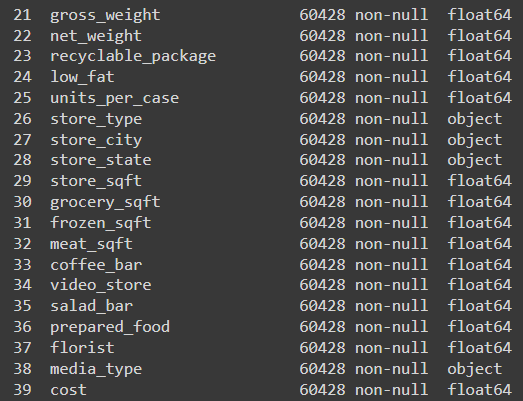 21 gross_weight 60428 non-null float64
22 net_weight 60428 non-null float64
23 recyclable_package 60428 non-null float64
24 low_fat 60428 non-null float64
25 units_per_case 60428 non-null float64
26 store_type 60428 non-null object
27 store_city 60428 non-null object
28 store_state 60428 non-null object
29 store_sqft 60428 non-null float64
30 grocery_sqft 60428 non-null float64
31 frozen_sqft 60428 non-null float64
32 meat_sqft 60428 non-null float64
33 coffee_bar 60428 non-null float64
34 video_store 60428 non-null float64
35 salad_bar 60428 non-null float64
36 prepared_food 60428 non-null float64
37 florist 60428 non-null float64
38 media_type 60428 non-null object
39 cost 60428 non-null float64